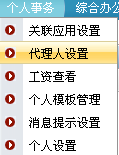 个人事务 综合办公
关联应用设置
代理人设置
工资查看
个人模板管理
消息提示设置
个人设置